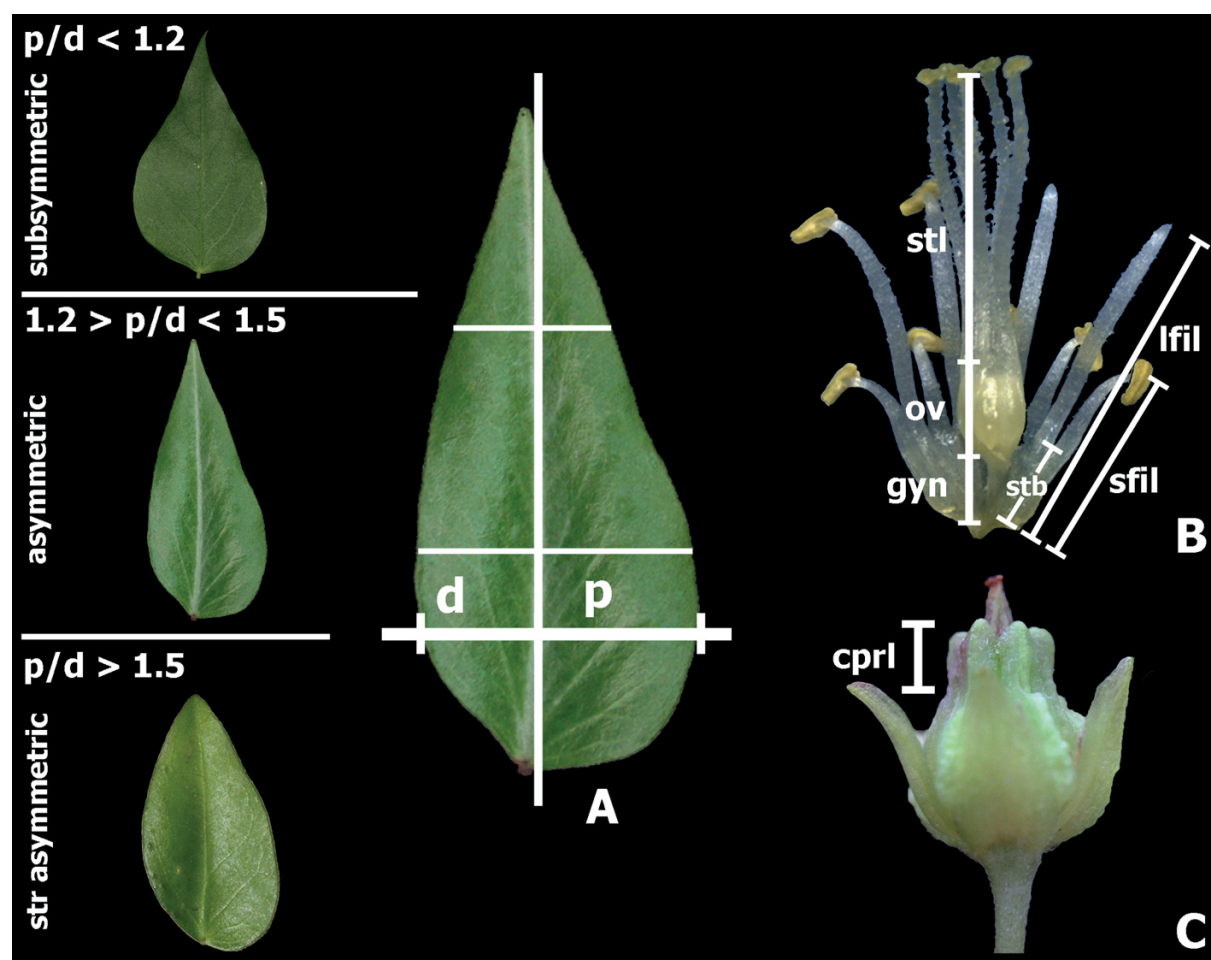 p/d < 1.2
subsymmetric
1.2 > p/d < 1.5
asymmetric
p/d > 1.5
str asymmetric
d
p
A
stl
ov
gyn
stb
lfil
sfil
B
cprl
C